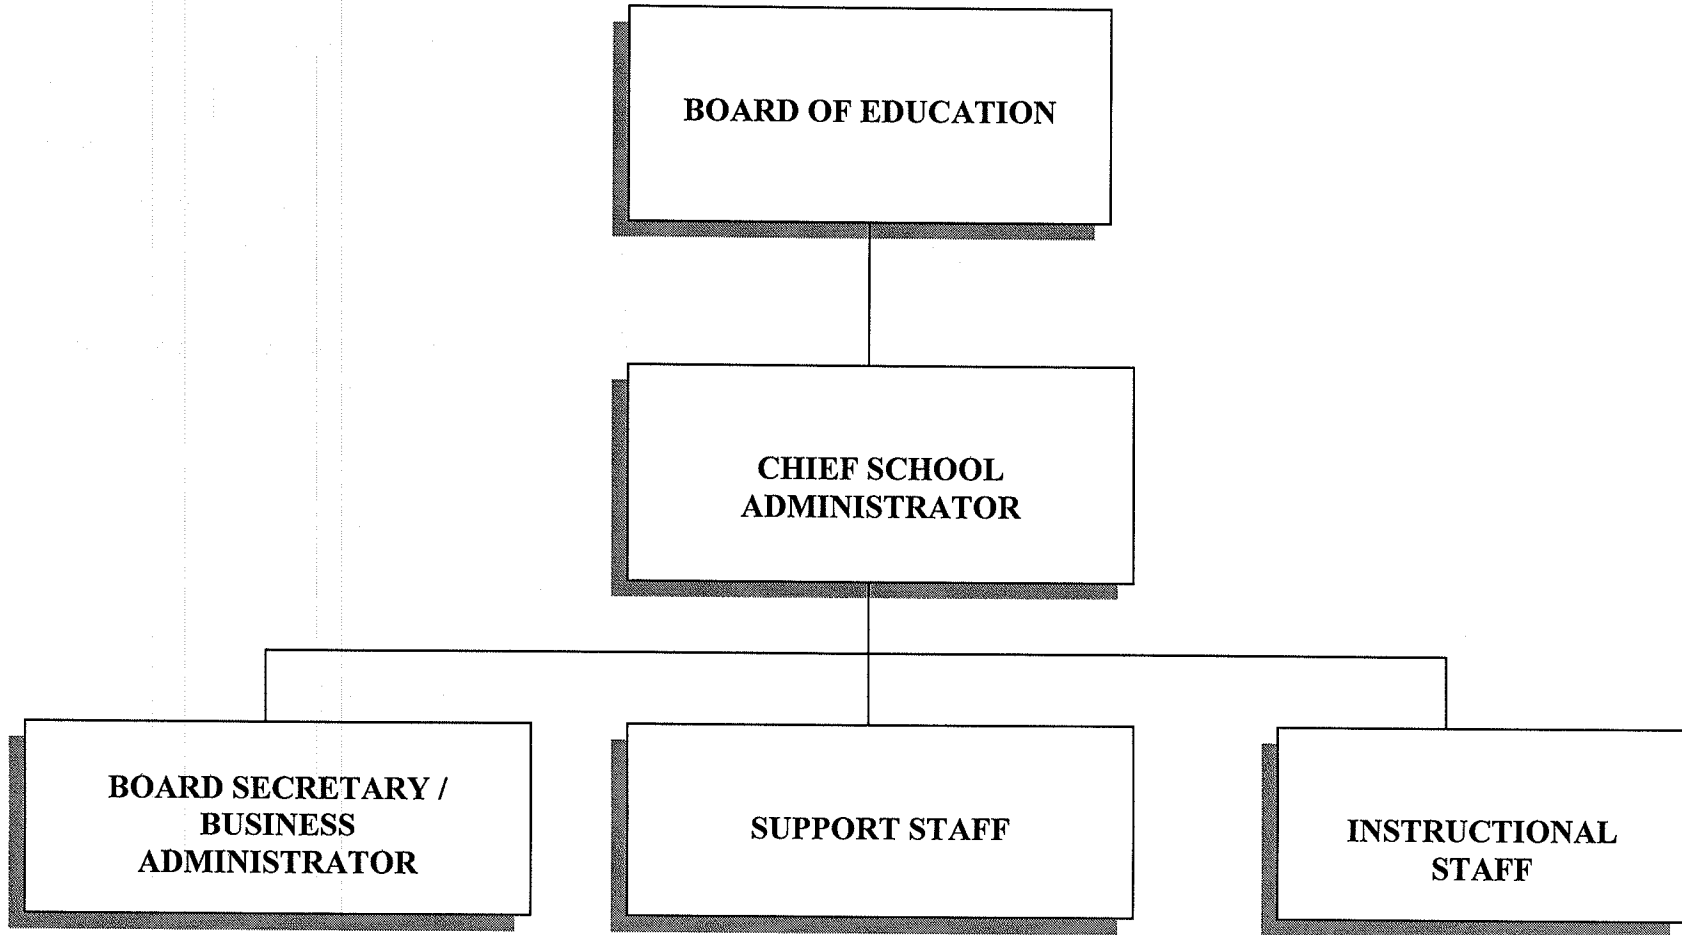 BOARD OF EDUCATION
CHIEF SCHOOL
ADMINISTRATOR
BOARD SECRETARY /
BUSINESS
ADMINISTRATOR
SUPPORT STAFF
INSTRUCTIONAL
STAFF